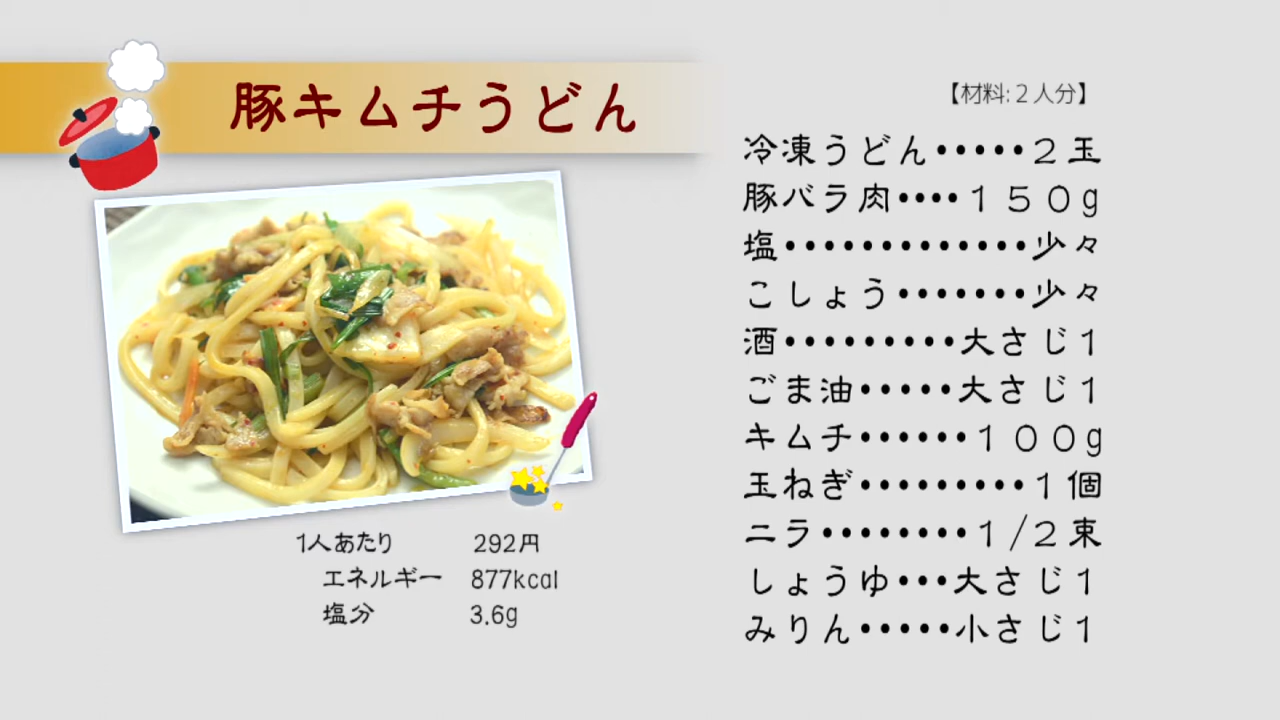 豚キムチうどん
1人あたり 292円
エネルギー 877kcal
塩分 3.6g
【材料:2人分】
冷凍うどん•••••2玉
豚バラ肉••••150g
塩•••••••••••••少々
こしょう•••••••少々
酒•••••••••大さじ1
ごま油•••••大さじ1
キムチ••••••100g
玉ねぎ•••••••••1個
ニラ••••••••1/2束
しょうゆ•••大さじ1
みりん•••••小さじ1